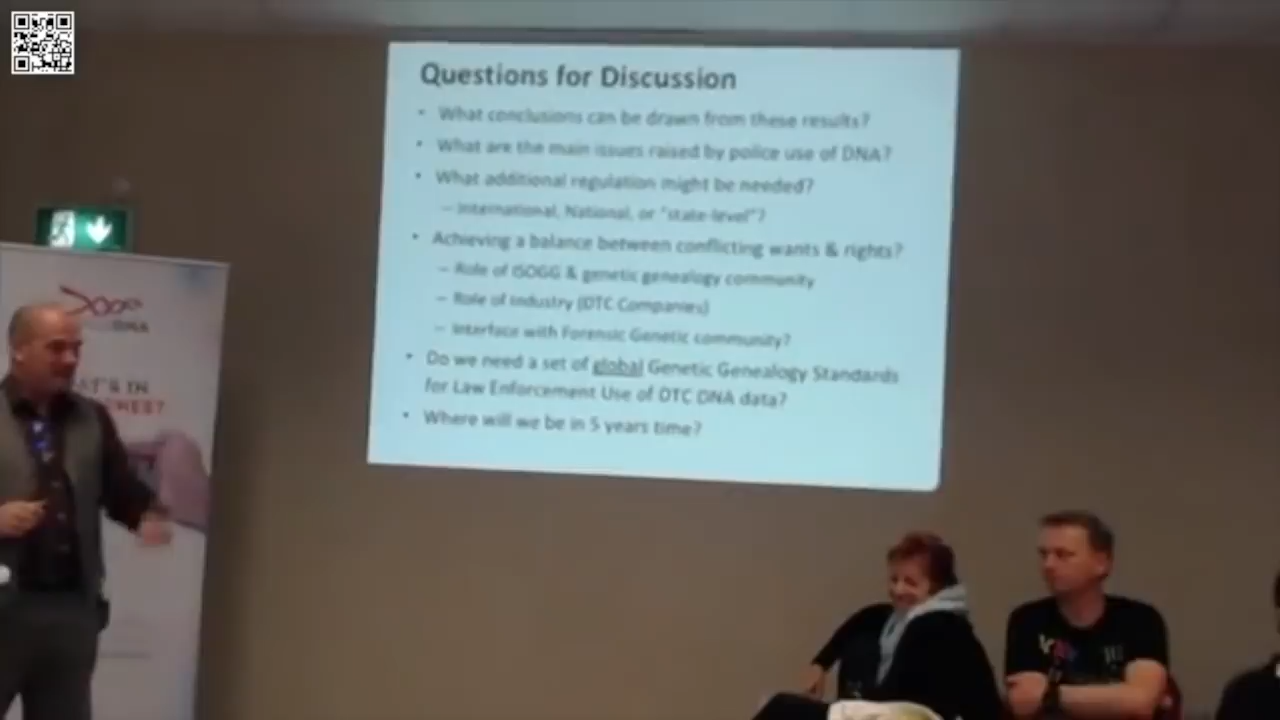 Questions for Discussion
• What conclusions can be drawn from these results?
• What are the main issues raised by police use of DNA?
• What additional regulation might be needed?
– International, National, or "state-level"?
• Achieving a balance between conflicting wants & rights?
– Role of ISOGG & genetic genealogy community
– Role of Industry (DTC Companies)
– Interface with Forensic Genetic community?
• Do we need a set of global Genetic Genealogy Standards
for Law Enforcement Use of DTC DNA data?
• Where will we be in 5 years time?
DNA
IN